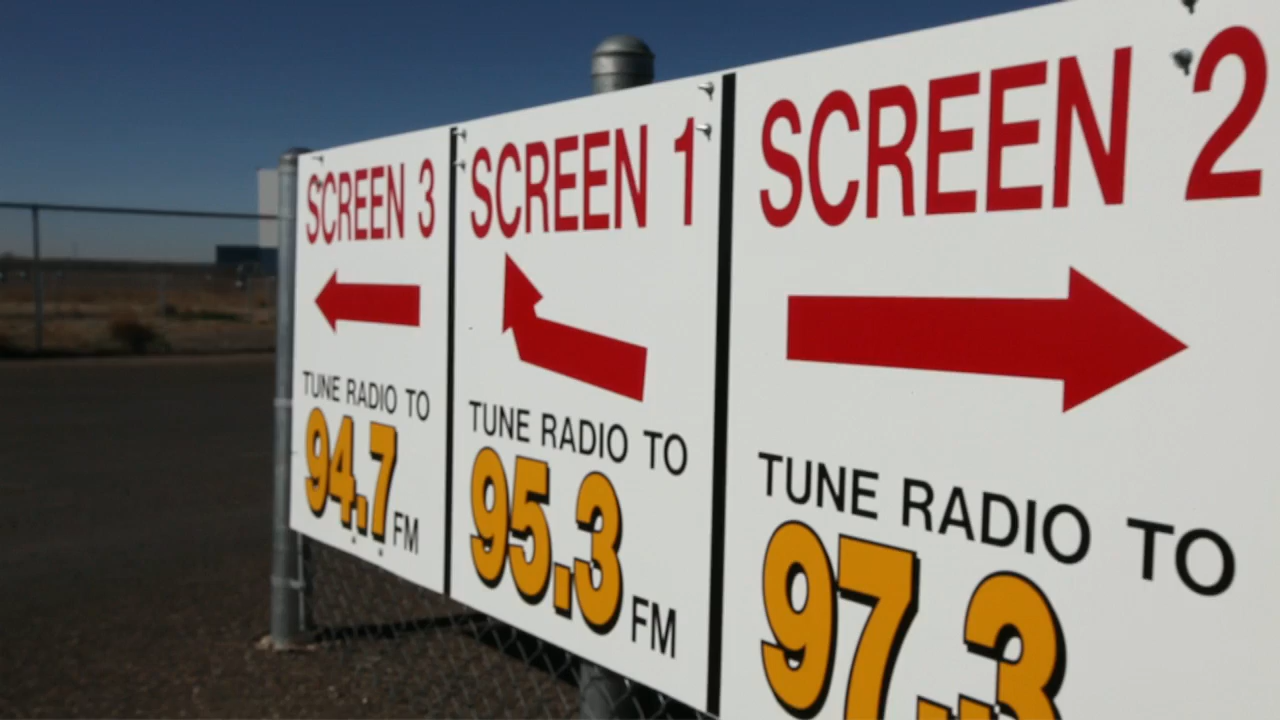 SCREEN 3
TUNE RADIO TO
94.7 FM
SCREEN 1
TUNE RADIO TO
95.3 FM
SCREEN 2
TUNE RADIO TO
97.3